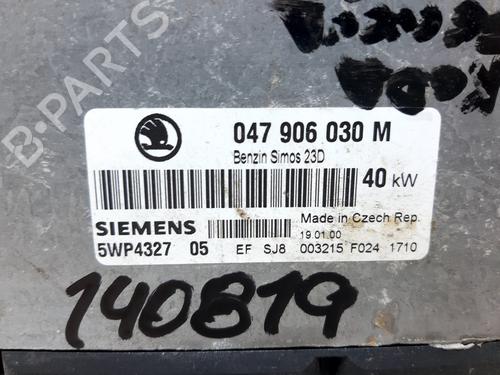 B-PARTS
047 906 030 M
Benzin Simos 23D
40 kW
SIEMENS
Made in Czech Rep.
19.01.00
5WP4327 05 EF SJ8 003215 F024 1710
140819